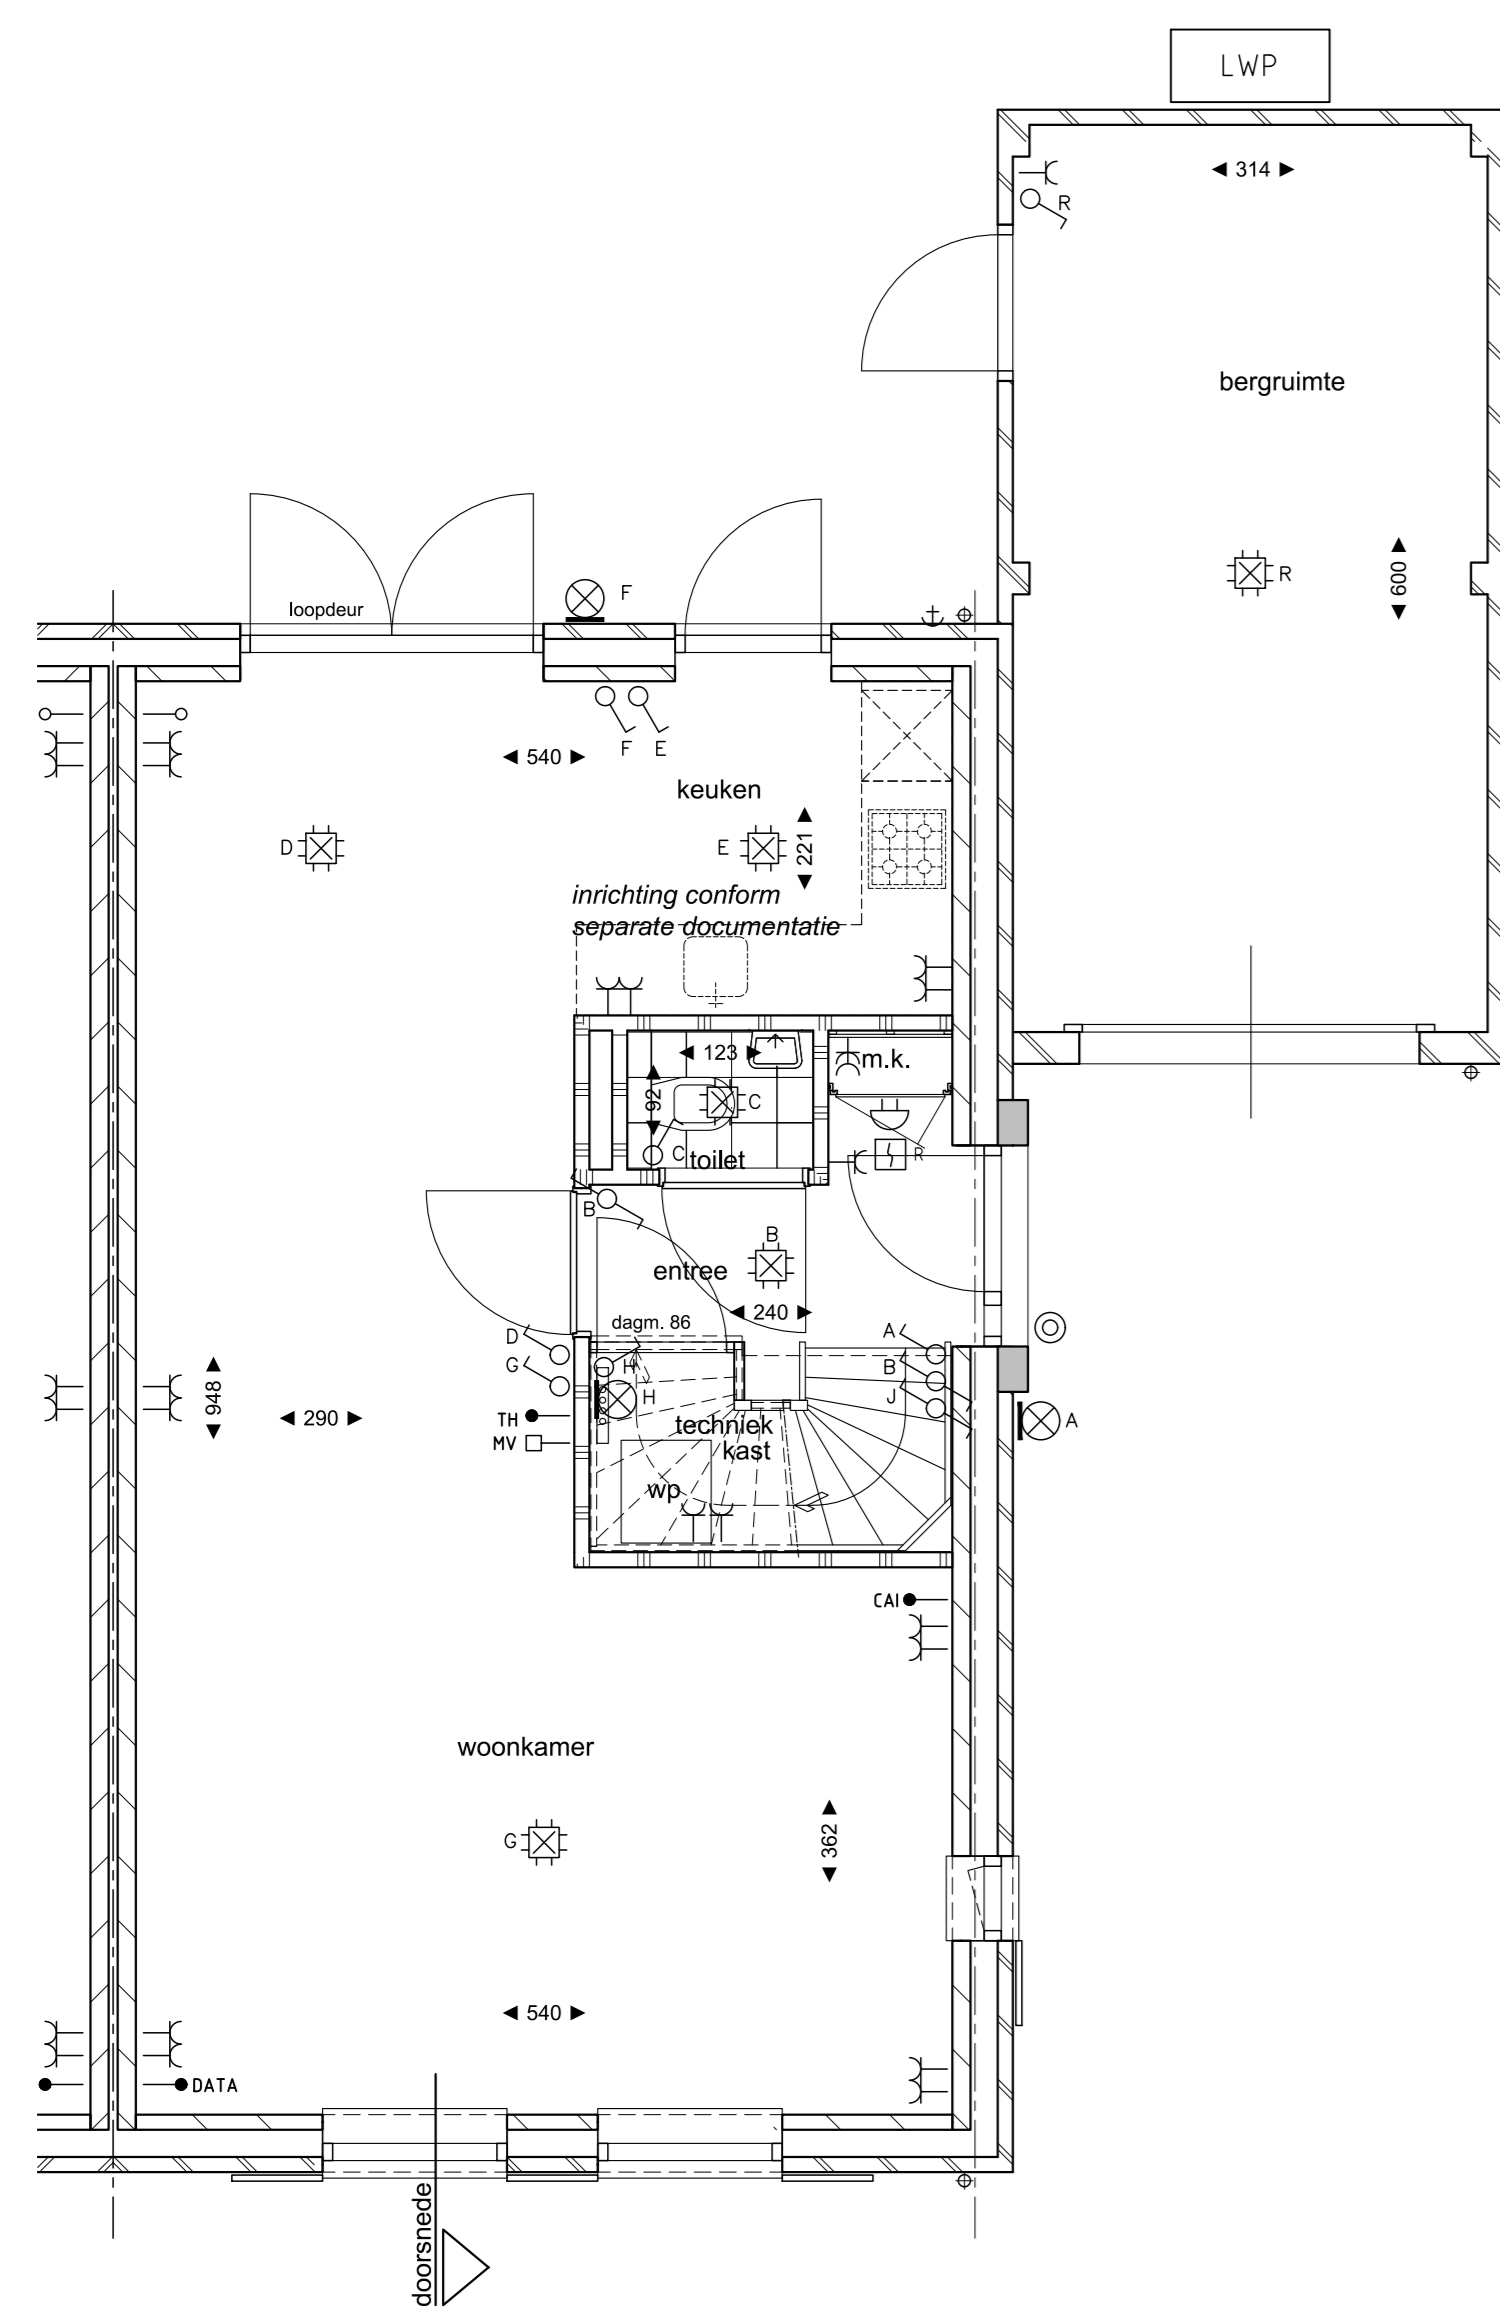 LWP
314
R
bergruimte
R
600
F
loopdeur
F E
540
keuken
D
E
221
inrichting conform
separate documentatie
123
m.k.
92
C
C
toilet
R
B
B
entree
240
dagm. 86
D
G
H
H
A
B
J
A
TH
MV
948
290
techniek
kast
wp
CAI
woonkamer
G
362
540
DATA
doorsnede